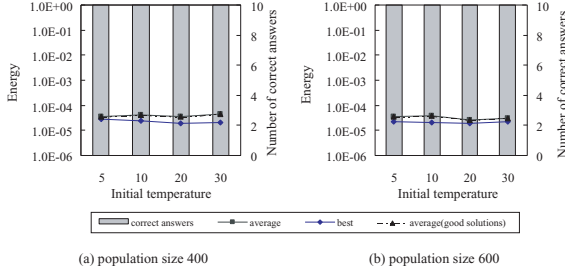 1.0E+00 10 1.0E+00 10
1.0E-01 8 1.0E-01 8
1.0E-02 1.0E-02
1.0E-03 6 1.0E-03 6
1.0E-04 4 1.0E-04 4
1.0E-05 2 1.0E-05 2
1.0E-06 0 1.0E-06 0
Energy Number of correct answers Energy Number of correct answers
5 10 20 30 5 10 20 30
Initial temperature Initial temperature
correct answers average best average(good solutions)
(a) population size 400 (b) population size 600